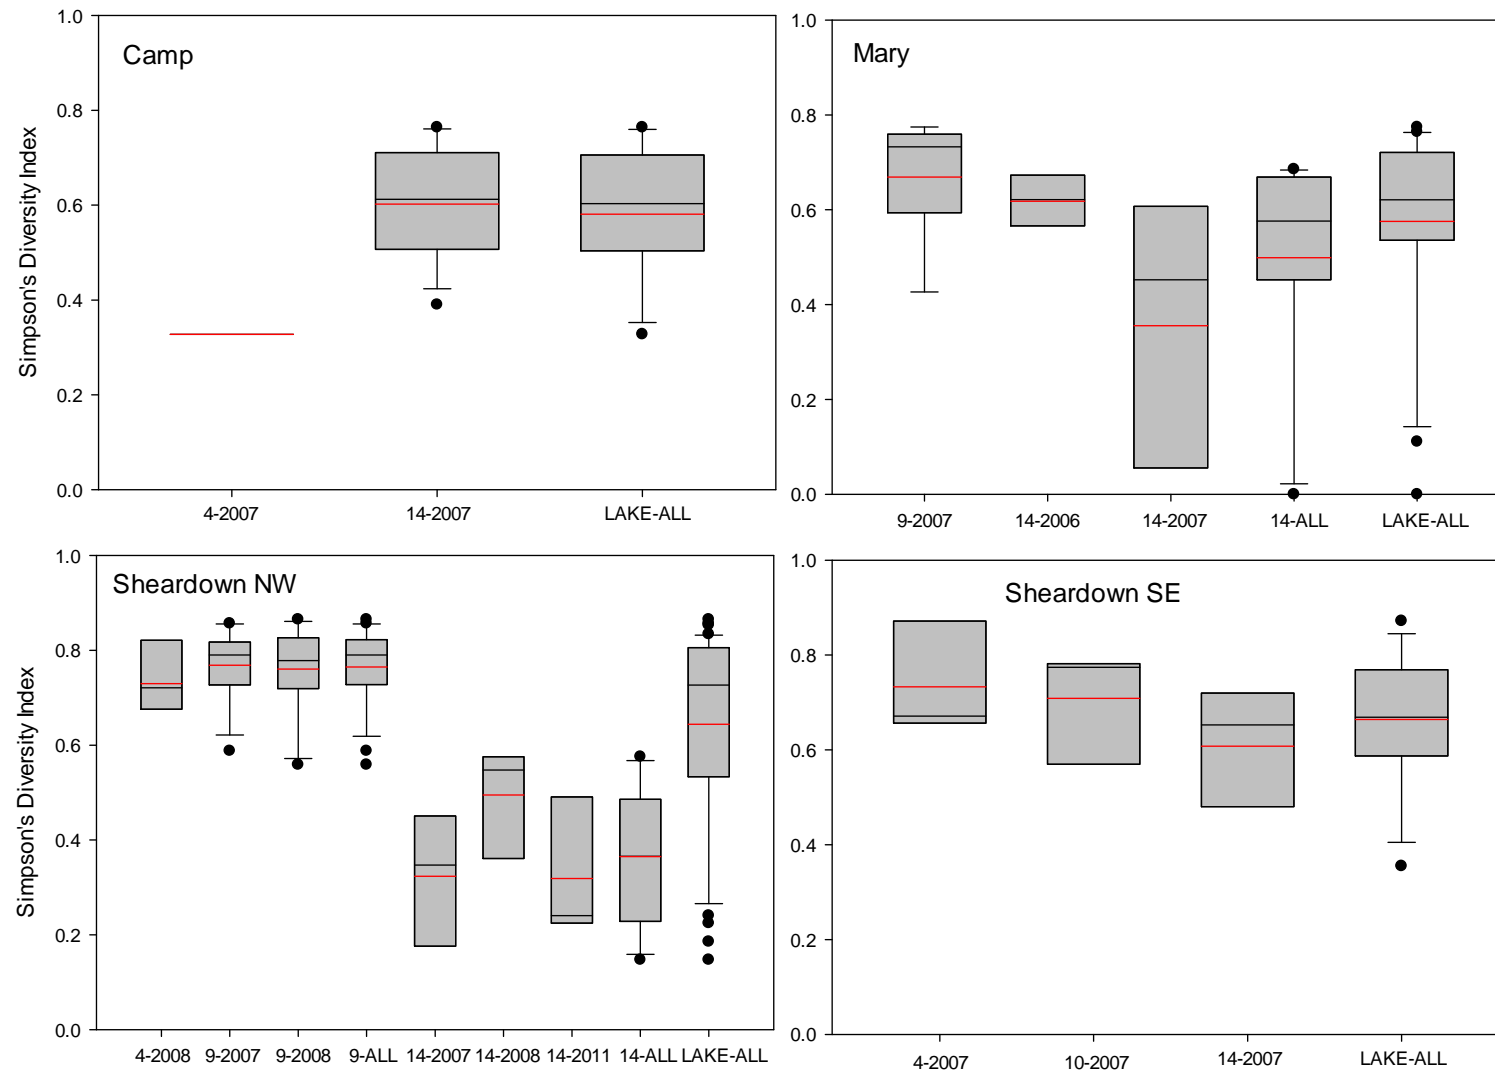 Camp
Simpson's Diversity Index
1.0
0.8
0.6
0.4
0.2
0.0
4-2007 14-2007 LAKE-ALL
Mary
1.0
0.8
0.6
0.4
0.2
0.0
9-2007 14-2006 14-2007 14-ALL LAKE-ALL
Sheardown NW
Simpson's Diversity Index
1.0
0.8
0.6
0.4
0.2
0.0
4-2008 9-2007 9-2008 9-ALL 14-2007 14-2008 14-2011 14-ALL LAKE-ALL
Sheardown SE
1.0
0.8
0.6
0.4
0.2
0.0
4-2007 10-2007 14-2007 LAKE-ALL